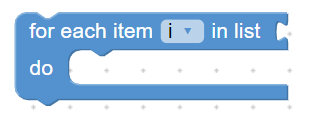 for each item i in list
do